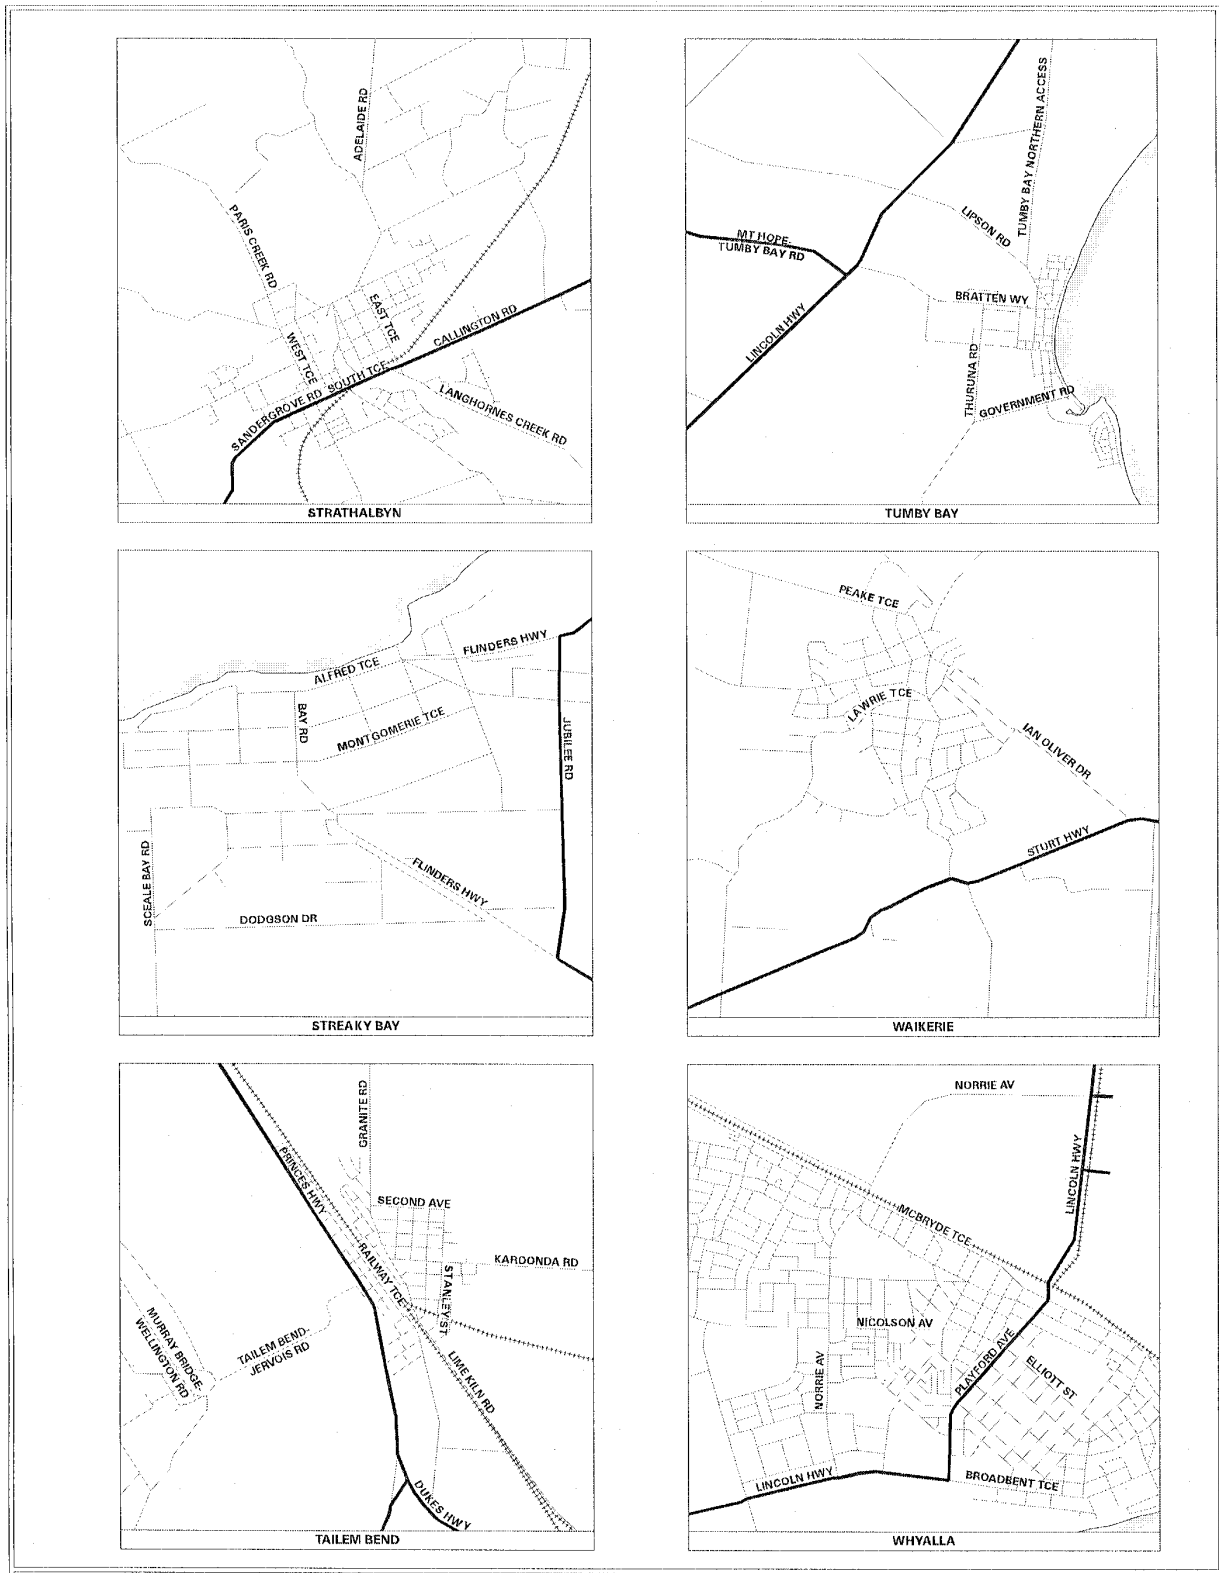 ADELAIDE RD
PARIS CREEK RD
EAST TCE
WEST TCE
CALLINGTON RD
SOUTH TCE
SANDERGROVE RD
LANGHORNES CREEK RD
STRATHALBYN
TUMBY BAY NORTHERN ACCESS
LIPSON RD
MT HOPE-
TUMBY BAY RD
BRATTEN WY
LINCOLN HWY
THURUNA RD
GOVERNMENT RD
TUMBY BAY
FLINDERS HWY
ALFRED TCE
BAY RD
MONTGOMERIE TCE
JUBILEE RD
SCEALE BAY RD
FLINDERS HWY
DODGSON DR
STREAKY BAY
PEAKE TCE
LAWRIE TCE
IAN OLIVER DR
STURT HWY
WAIKERIE
GRANITE RD
PRINCES HWY
SECOND AVE
RAILWAY TCE
KAROONDA RD
STANLEY ST
MURRAY BRIDGE-
WELLINGTON RD
TAILEM BEND-
JERVOIS RD
LIME KILN RD
DUKES HWY
TAILEM BEND
NORRIE AV
LINCOLN HWY
MCBRYDE TCE
NICOLSON AV
PLAYFORD AVE
ELLIOTT ST
NORRIE AV
LINCOLN HWY
BROADBENT TCE
WHYALLA